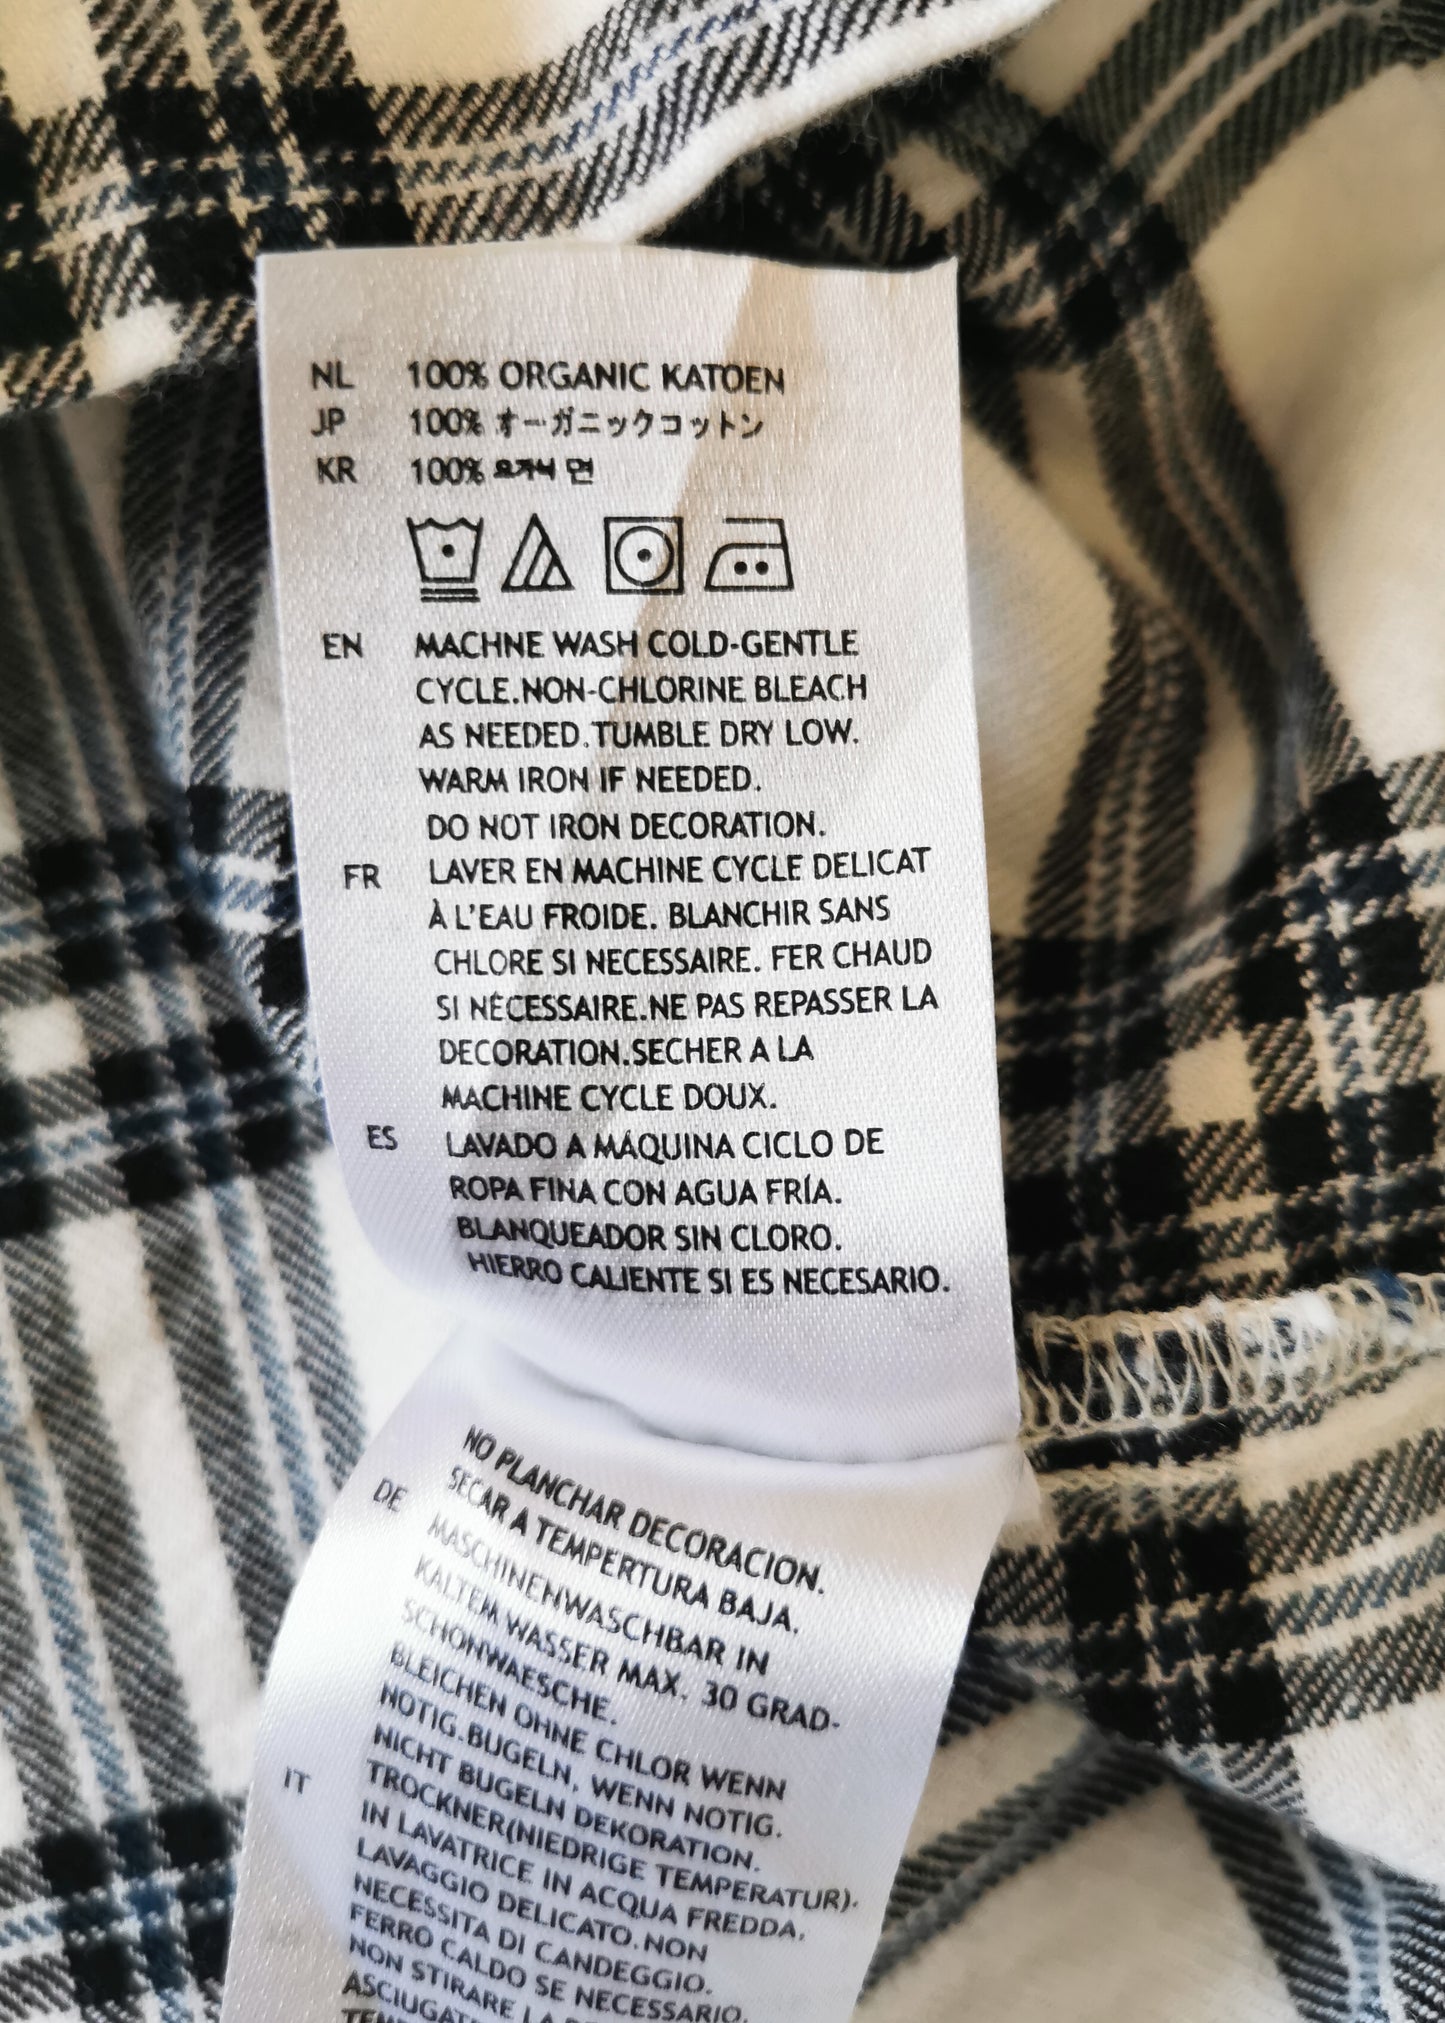 NL 100% ORGANIC KATOEN
JP 100% オーガニックコットン
KR 100% 면
EN MACHNE WASH COLD-GENTLE
CYCLE.NON-CHLORINE BLEACH
AS NEEDED.TUMBLE DRY LOW.
WARM IRON IF NEEDED.
DO NOT IRON DECORATION.
FR LAVER EN MACHINE CYCLE DELICAT
À L'EAU FROIDE. BLANCHIR SANS
CHLORE SI NECESSAIRE. FER CHAUD
SI NÉCESSAIRE.NE PAS REPASSER LA
DECORATION.SECHER A LA
MACHINE CYCLE DOUX.
ES LAVADO A MÁQUINA CICLO DE
ROPA FINA CON AGUA FRÍA.
BLANQUEADOR SIN CLORO.
HIERRO CALIENTE SI ES NECESARIO.
NO PLANCHAR DECORACION.
SECAR A TEMPERTURA BAJA.
DE MASCHINENWASCHBAR IN
KALTEM WASSER MAX. 30 GRAD-
SCHONWAESCHE.
BLEICHEN OHNE CHLOR WENN
NOTIG.BUGELN, WENN NOTIG.
NICHT BUGELN DEKORATION.
TROCKNER(NIEDRIGE TEMPERATUR).
IT IN LAVATRICE IN ACQUA FREDDA,
LAVAGGIO DELICATO.NON
NECESSITA DI CANDEGGIO.
FERRO CALDO SE NECESSARIO.
NON STIRARE